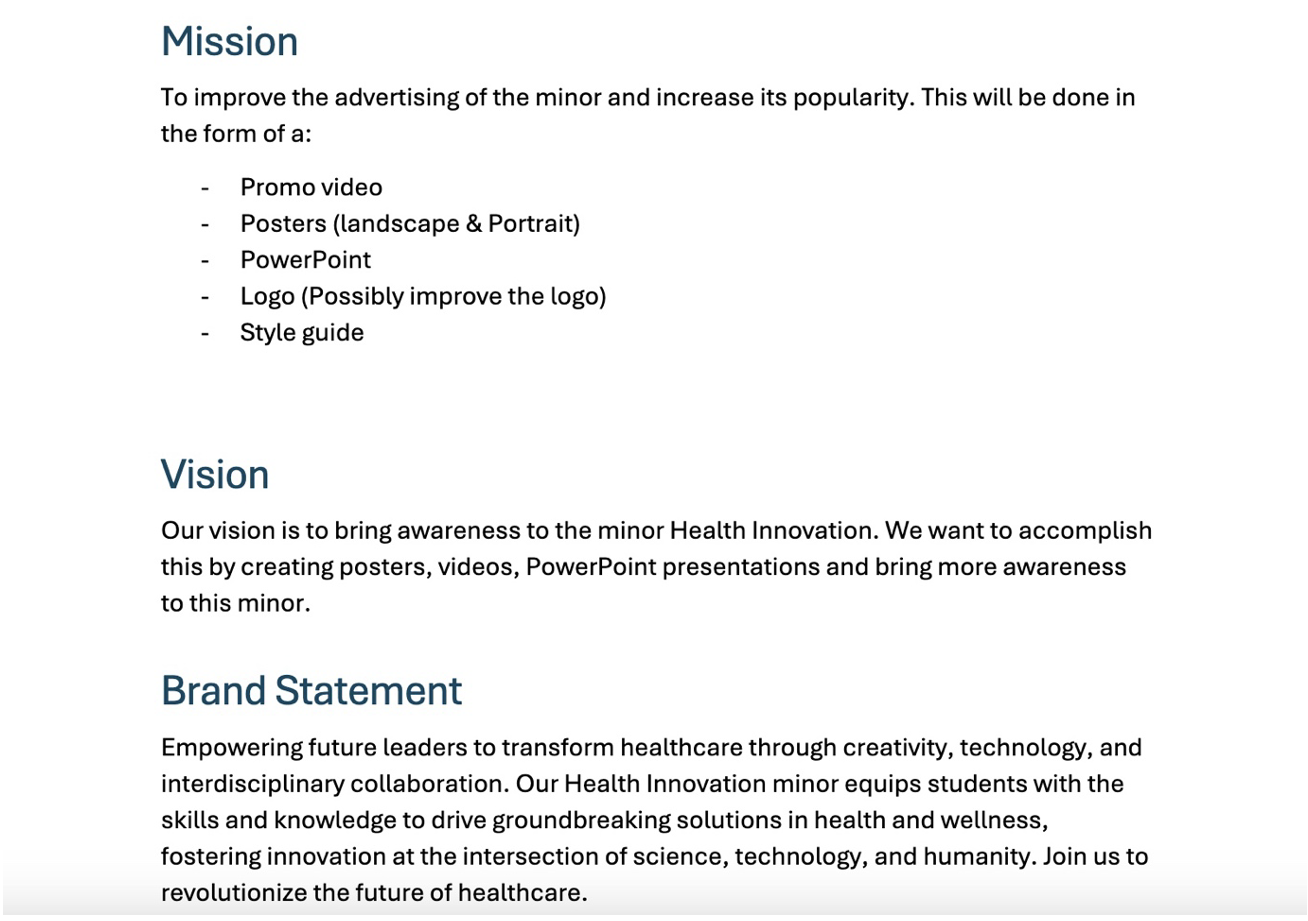 Mission
To improve the advertising of the minor and increase its popularity. This will be done in
the form of a:
- Promo video
- Posters (landscape & Portrait)
- PowerPoint
- Logo (Possibly improve the logo)
- Style guide
Vision
Our vision is to bring awareness to the minor Health Innovation. We want to accomplish
this by creating posters, videos, PowerPoint presentations and bring more awareness
to this minor.
Brand Statement
Empowering future leaders to transform healthcare through creativity, technology, and
interdisciplinary collaboration. Our Health Innovation minor equips students with the
skills and knowledge to drive groundbreaking solutions in health and wellness,
fostering innovation at the intersection of science, technology, and humanity. Join us to
revolutionize the future of healthcare.